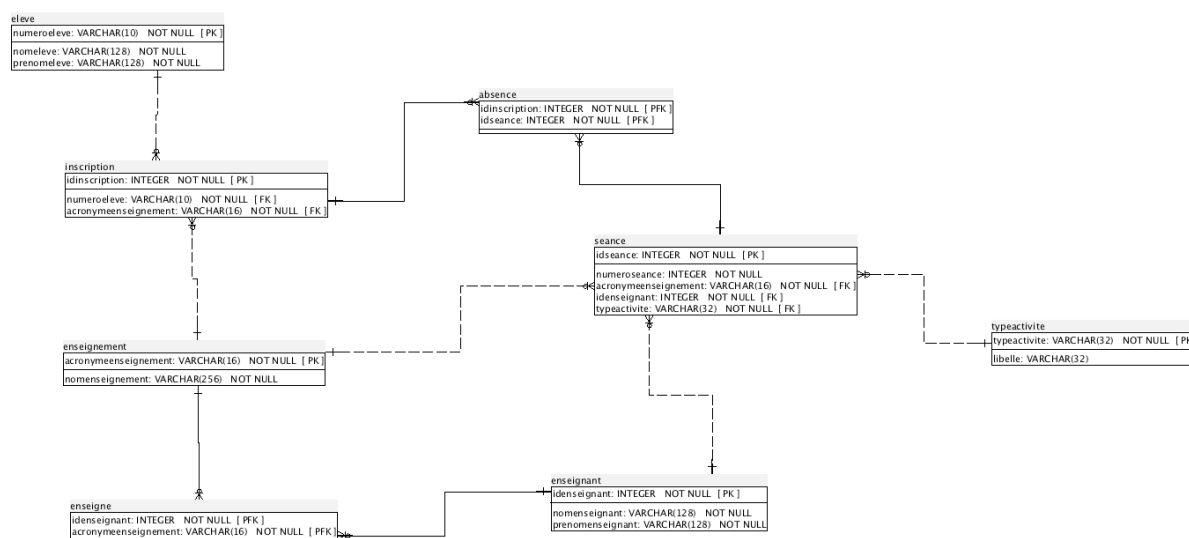 eleve
numeroeleve: VARCHAR(10) NOT NULL [ PK ]
nomeleve: VARCHAR(128) NOT NULL
prenomeleve: VARCHAR(128) NOT NULL
absence
idinscription: INTEGER NOT NULL [ PFK ]
idseance: INTEGER NOT NULL [ PFK ]
inscription
idinscription: INTEGER NOT NULL [ PK ]
numeroeleve: VARCHAR(10) NOT NULL [ FK ]
acronymeenseignement: VARCHAR(16) NOT NULL [ FK ]
seance
idseance: INTEGER NOT NULL [ PK ]
numeroseance: INTEGER NOT NULL
acronymeenseignement: VARCHAR(16) NOT NULL [ FK ]
idenseignant: INTEGER NOT NULL [ FK ]
typeactivite: VARCHAR(32) NOT NULL [ FK ]
typeactivite
typeactivite: VARCHAR(32) NOT NULL [ PK
libelle: VARCHAR(32)
enseignement
acronymeenseignement: VARCHAR(16) NOT NULL [ PK ]
nomenseignement: VARCHAR(256) NOT NULL
enseignant
idenseignant: INTEGER NOT NULL [ PK ]
nomenseignant: VARCHAR(128) NOT NULL
prenomenseignant: VARCHAR(128) NOT NULL
enseigne
idenseignant: INTEGER NOT NULL [ PFK ]
acronymeenseignement: VARCHAR(16) NOT NULL [ PFK ]